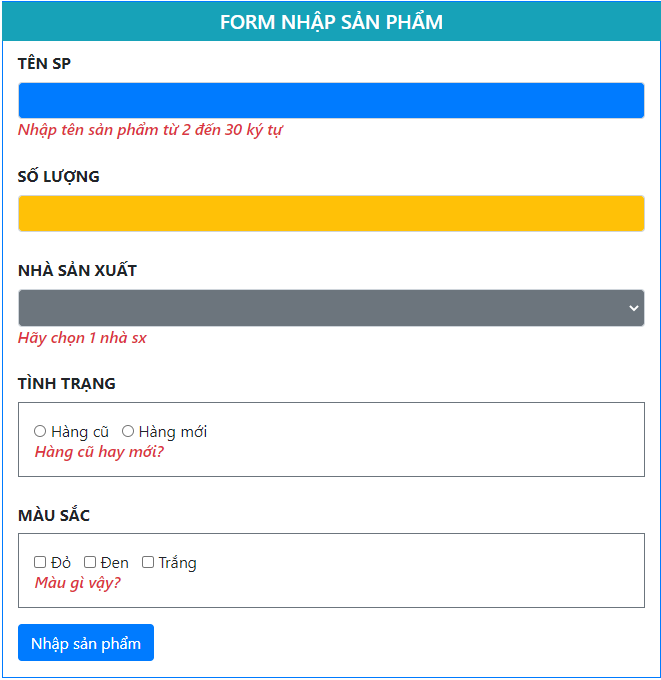 FORM NHẬP SẢN PHẨM
TÊN SP
Nhập tên sản phẩm từ 2 đến 30 ký tự
SỐ LƯỢNG
NHÀ SẢN XUẤT
Hãy chọn 1 nhà sx
TÌNH TRẠNG
Hàng cũ Hàng mới
Hàng cũ hay mới?
MÀU SẮC
Đỏ Đen Trắng
Màu gì vậy?
Nhập sản phẩm